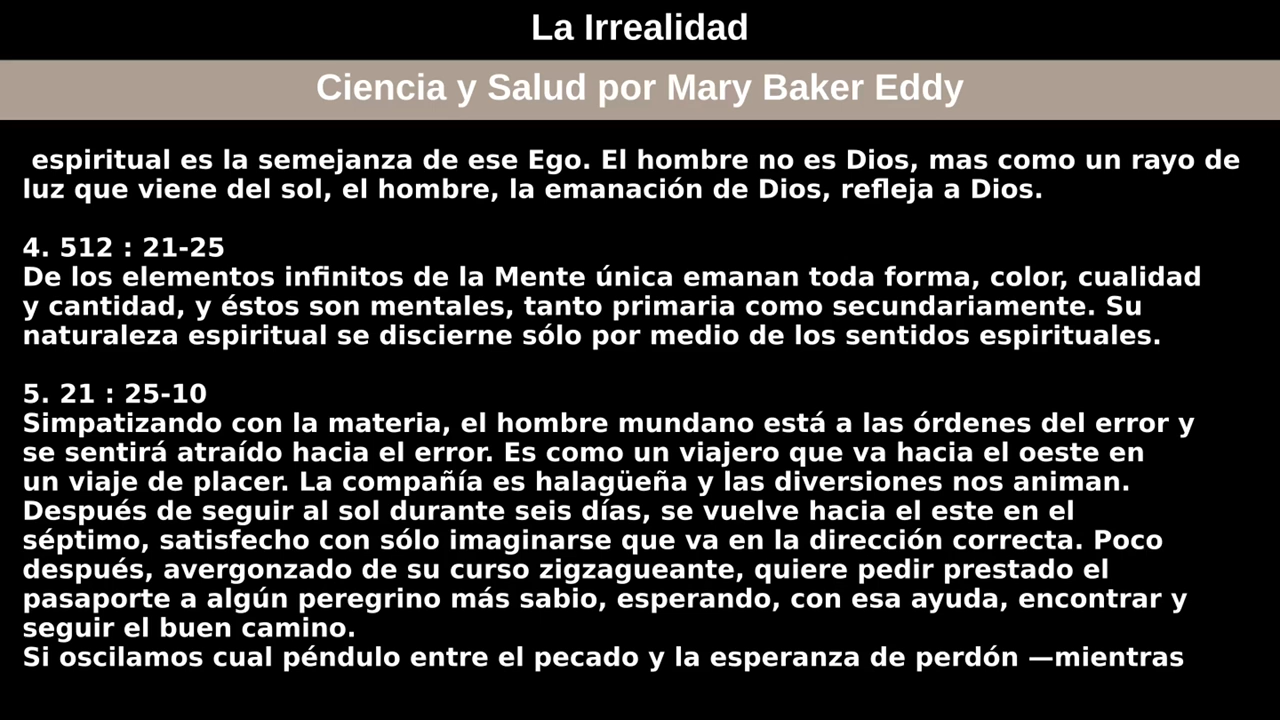 La Irrealidad
Ciencia y Salud por Mary Baker Eddy
espiritual es la semejanza de ese Ego. El hombre no es Dios, mas como un rayo de
luz que viene del sol, el hombre, la emanación de Dios, refleja a Dios.
4. 512 : 21-25
De los elementos infinitos de la Mente única emanan toda forma, color, cualidad
y cantidad, y éstos son mentales, tanto primaria como secundariamente. Su
naturaleza espiritual se discierne sólo por medio de los sentidos espirituales.
5. 21 : 25-10
Simpatizando con la materia, el hombre mundano está a las órdenes del error y
se sentirá atraído hacia el error. Es como un viajero que va hacia el oeste en
un viaje de placer. La compañía es halagüeña y las diversiones nos animan.
Después de seguir al sol durante seis días, se vuelve hacia el este en el
séptimo, satisfecho con sólo imaginarse que va en la dirección correcta. Poco
después, avergonzado de su curso zigzagueante, quiere pedir prestado el
pasaporte a algún peregrino más sabio, esperando, con esa ayuda, encontrar y
seguir el buen camino.
Si oscilamos cual péndulo entre el pecado y la esperanza de perdón —mientras